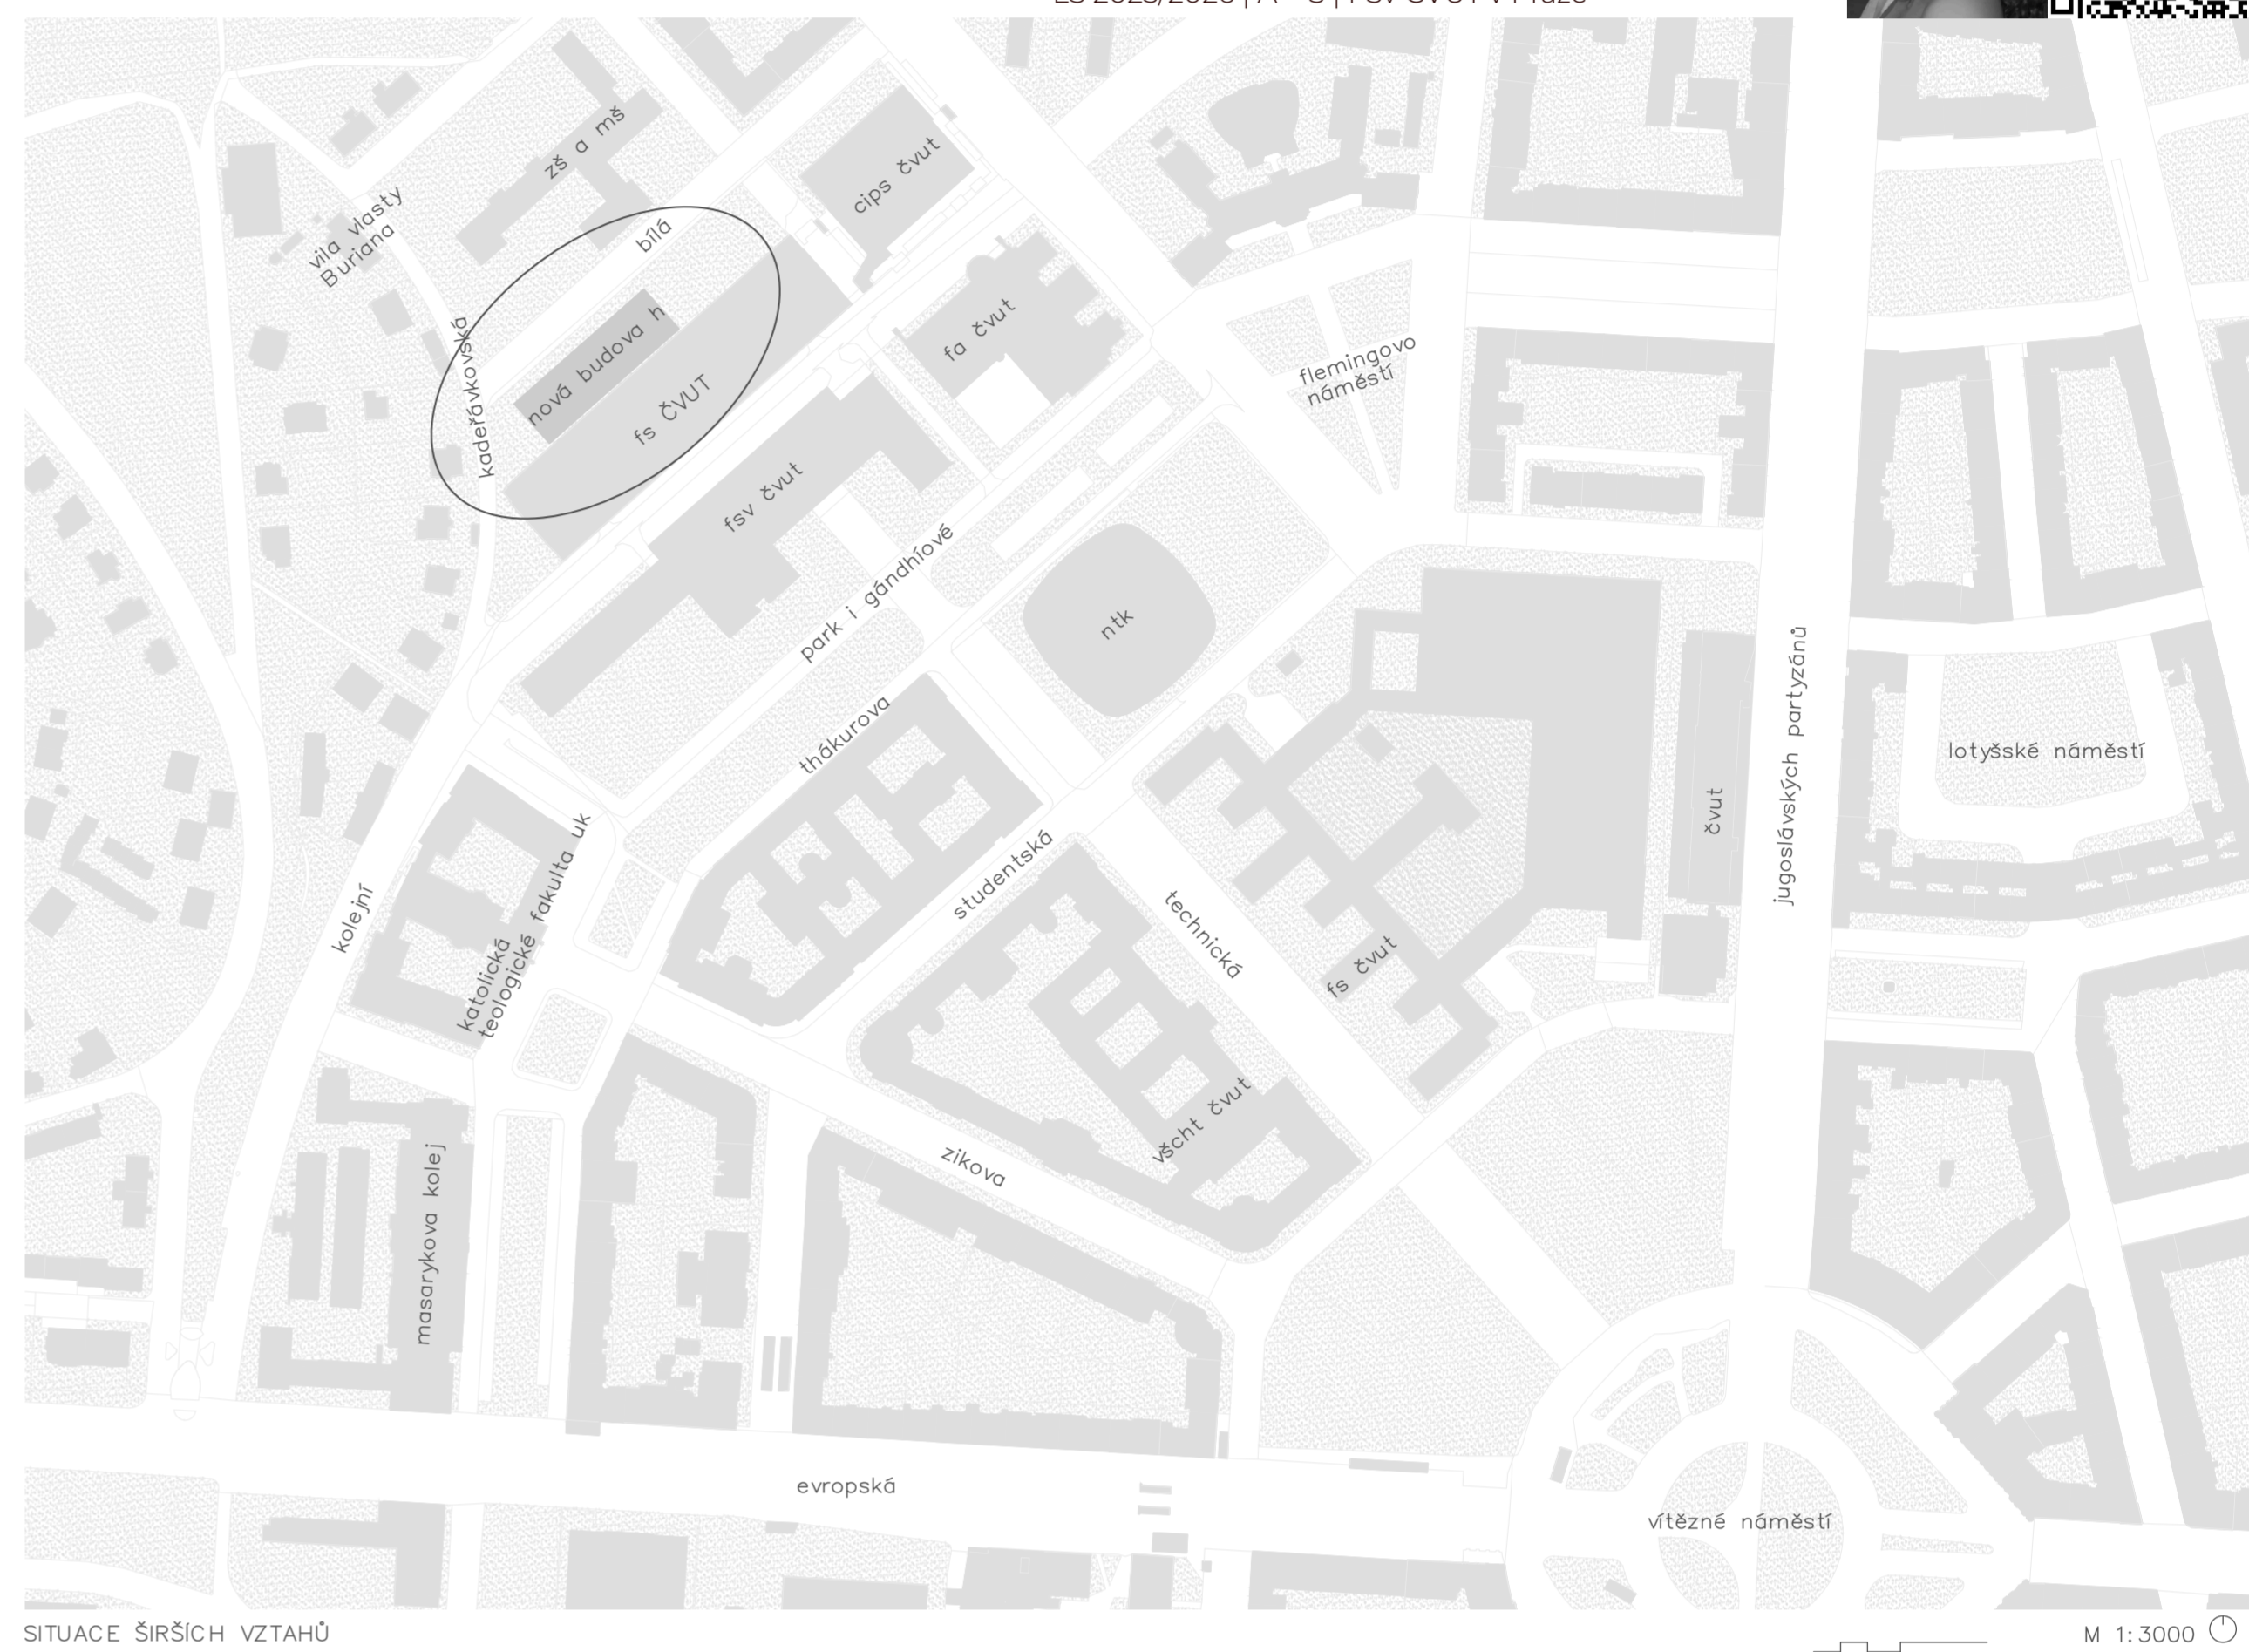 zš a mš
cips čvut
vila vlasty
Buriana
bílá
kadeřávkovská
nová budova h
fs ČVUT
fa čvut
flemingovo
náměstí
fsv čvut
park i gándhíové
ntk
thákurova
jugoslávských partyzánů
lotyšské náměstí
čvut
studentská
technická
kolejní
katolická
teologické fakulta uk
fs čvut
všcht čvut
zikova
masarykova kolej
evropská
vítězné náměstí
SITUACE ŠIRŠÍCH VZTAHŮ
M 1:3000